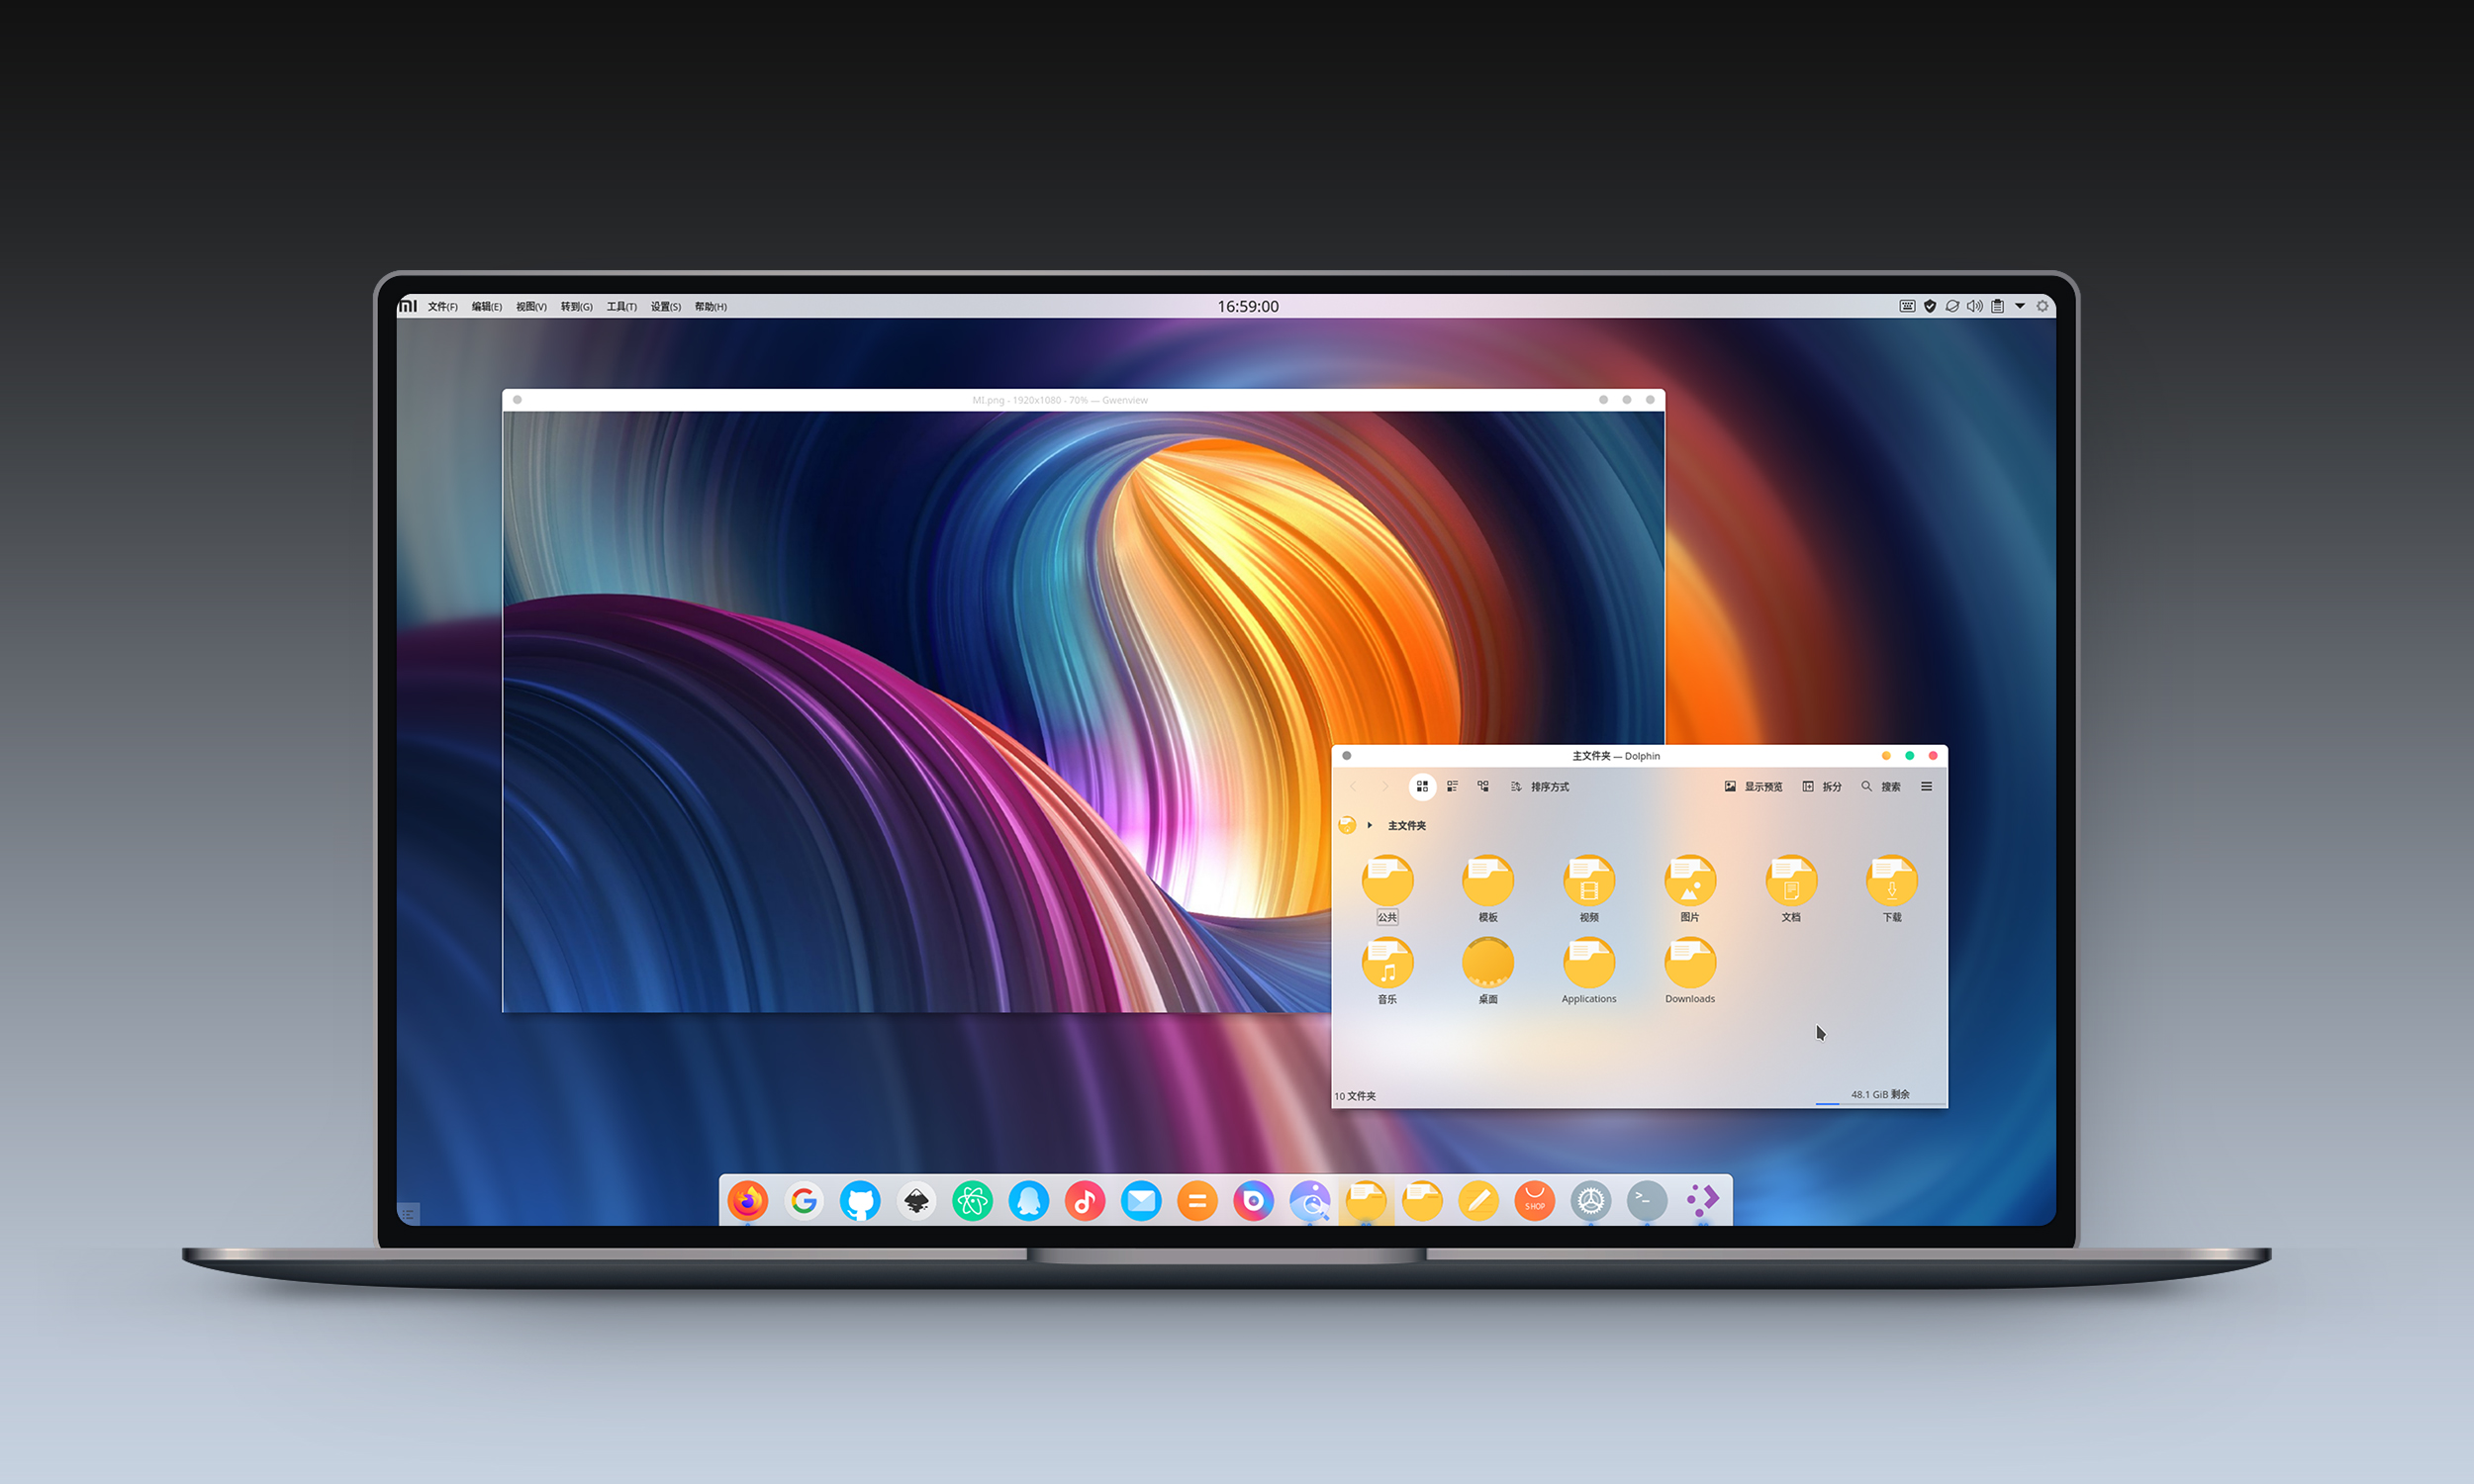 MI 文件(F) 编辑(E) 视图(V) 转到(G) 工具(T) 设置(S) 帮助(H) 16:59:00
MI.png - 1920x1080 - 70% — Gwenview
主文件夹 — Dolphin
排序方式 显示预览 拆分 搜索
主文件夹
公共 模板 视频 图片 文档 下载
音乐 桌面 Applications Downloads
10 文件夹 48.1 GiB 剩余
SHOP